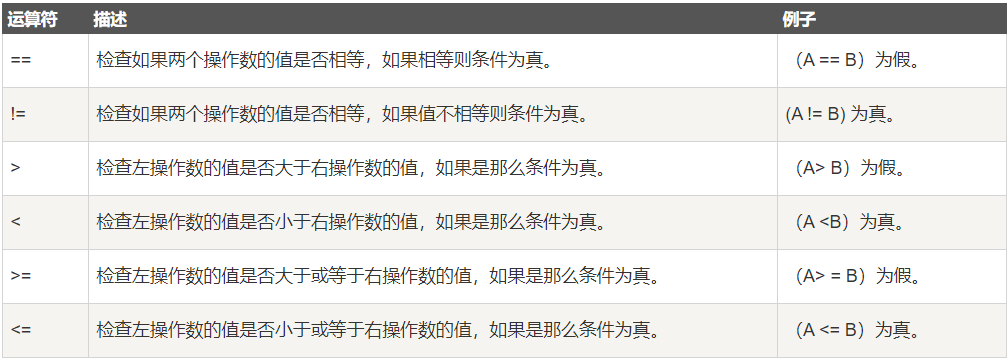 运算符 描述 例子
== 检查如果两个操作数的值是否相等，如果相等则条件为真。 （A == B）为假。
!= 检查如果两个操作数的值是否相等，如果值不相等则条件为真。 (A != B) 为真。
> 检查左操作数的值是否大于右操作数的值，如果是那么条件为真。 （A> B）为假。
< 检查左操作数的值是否小于右操作数的值，如果是那么条件为真。 （A <B）为真。
>= 检查左操作数的值是否大于或等于右操作数的值，如果是那么条件为真。 （A> = B）为假。
<= 检查左操作数的值是否小于或等于右操作数的值，如果是那么条件为真。 （A <= B）为真。